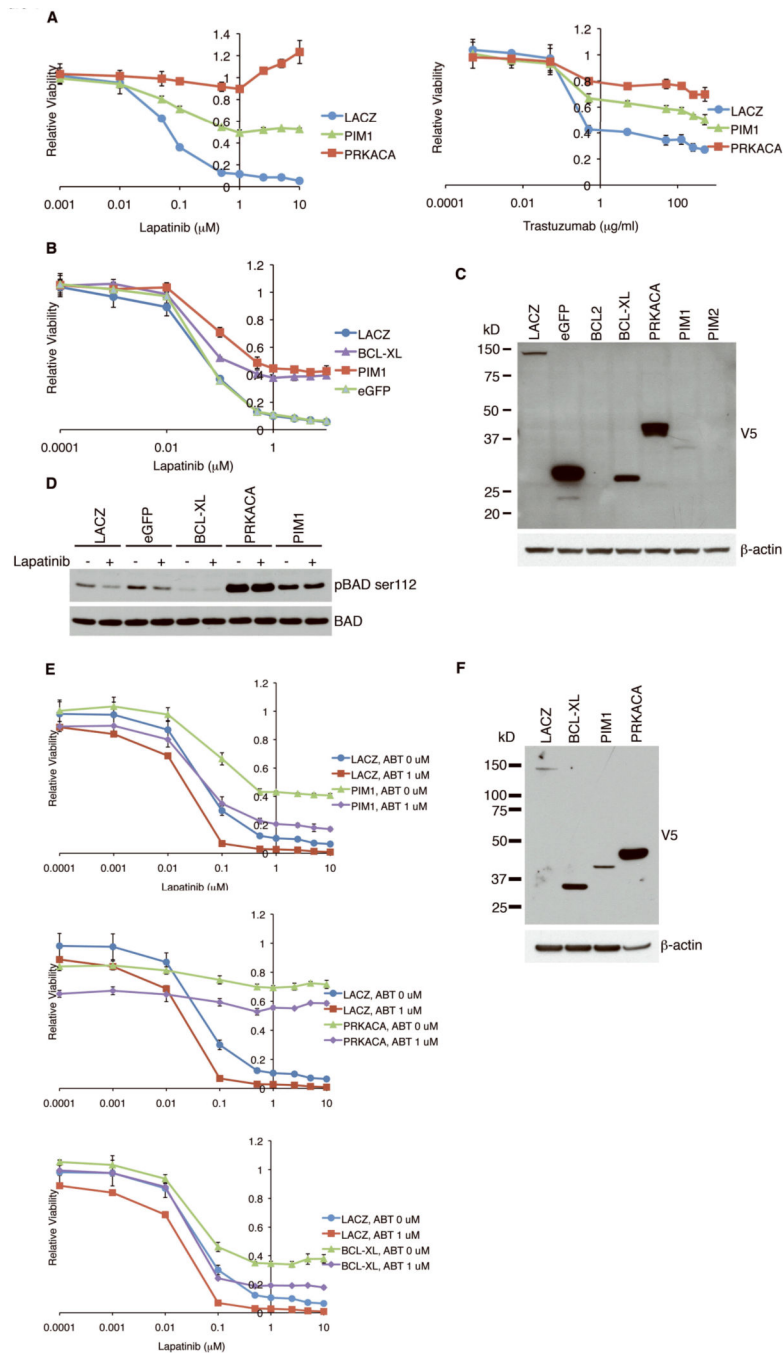 A
1.4
1.2
1
0.8
0.6
0.4
0.2
0
Relative Viability
0.001 0.01 0.1 1 10
Lapatinib (μM)
LACZ
PIM1
PRKACA
1.2
1.0
0.8
0.6
0.4
0.2
0
Relative Viability
0.0001 0.01 1 100
Trastuzumab (μg/ml)
LACZ
PIM1
PRKACA
B
1.2
1
0.8
0.6
0.4
0.2
0
Relative Viability
0.0001 0.01 1
Lapatinib (μM)
LACZ
BCL-XL
PIM1
eGFP
C
kD
LACZ
eGFP
BCL2
BCL-XL
PRKACA
PIM1
PIM2
150
75
50
37
25
20
V5
β-actin
D
LACZ
eGFP
BCL-XL
PRKACA
PIM1
Lapatinib - + - + - + - + - +
pBAD ser112
BAD
E
1.2
1
0.8
0.6
0.4
0.2
0
Relative Viability
0.0001 0.001 0.01 0.1 1 10
Lapatinib (μM)
LACZ, ABT 0 uM
LACZ, ABT 1 uM
PIM1, ABT 0 uM
PIM1, ABT 1 uM
1.2
1
0.8
0.6
0.4
0.2
0
Relative Viability
0.0001 0.001 0.01 0.1 1 10
LACZ, ABT 0 uM
LACZ, ABT 1 uM
PRKACA, ABT 0 uM
PRKACA, ABT 1 uM
1.2
1
0.8
0.6
0.4
0.2
0
Relative Viability
0.0001 0.001 0.01 0.1 1 10
Lapatinib (μM)
LACZ, ABT 0 uM
LACZ, ABT 1 uM
BCL-XL, ABT 0 uM
BCL-XL, ABT 1 uM
F
kD
LACZ
BCL-XL
PIM1
PRKACA
150
100
75
50
37
25
V5
β-actin